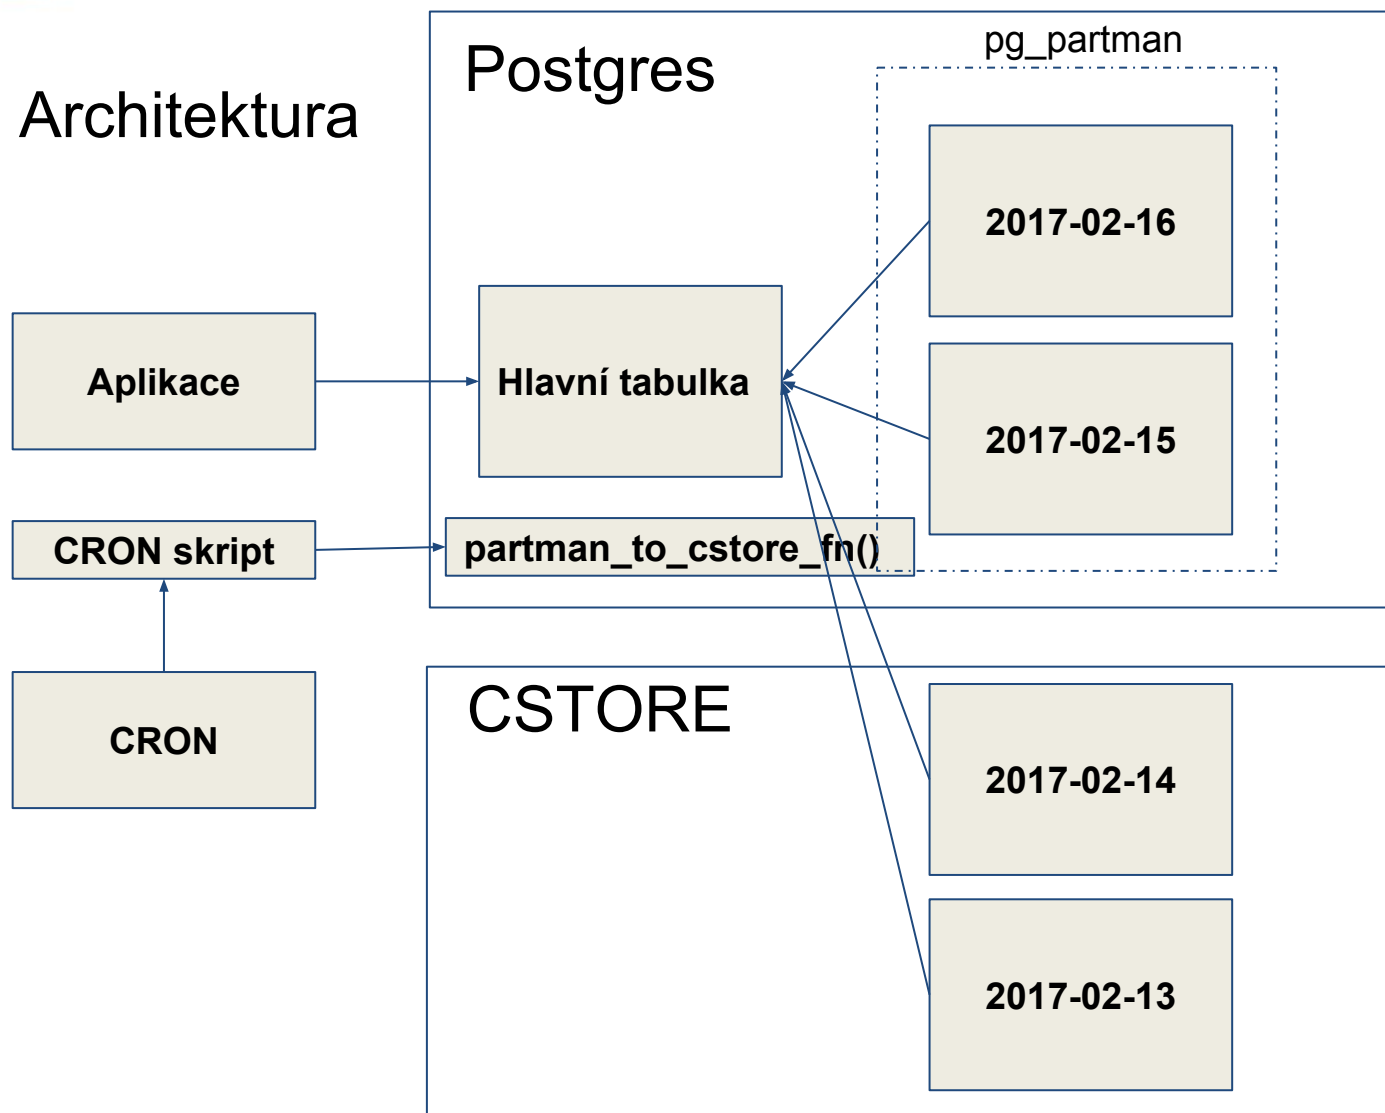 Architektura
Postgres
pg_partman
2017-02-16
Aplikace
Hlavní tabulka
2017-02-15
CRON skript
partman_to_cstore_fn()
CRON
CSTORE
2017-02-14
2017-02-13